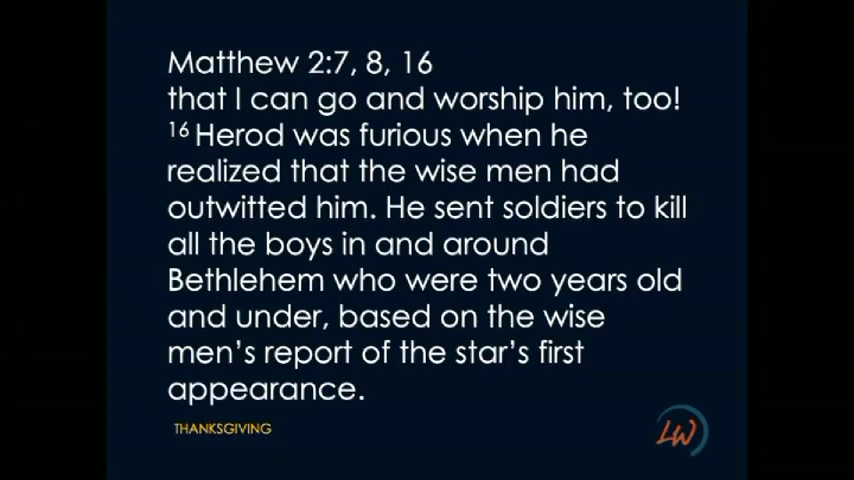 Matthew 2:7, 8, 16
that I can go and worship him, too!
16 Herod was furious when he
realized that the wise men had
outwitted him. He sent soldiers to kill
all the boys in and around
Bethlehem who were two years old
and under, based on the wise
men’s report of the star’s first
appearance.
THANKSGIVING
LW